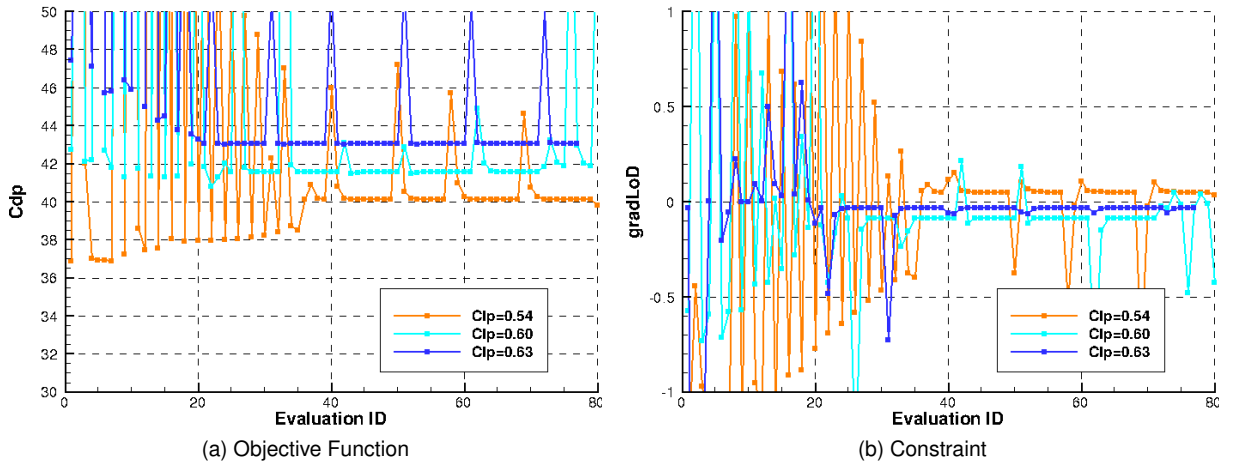 50
48
46
44
42
40
38
36
34
32
30
Cdp
0
20
40
60
80
Evaluation ID
Clp=0.54
Clp=0.60
Clp=0.63
(a) Objective Function
1
0.5
0
-0.5
-1
gradLoD
0
20
40
60
80
Evaluation ID
Clp=0.54
Clp=0.60
Clp=0.63
(b) Constraint